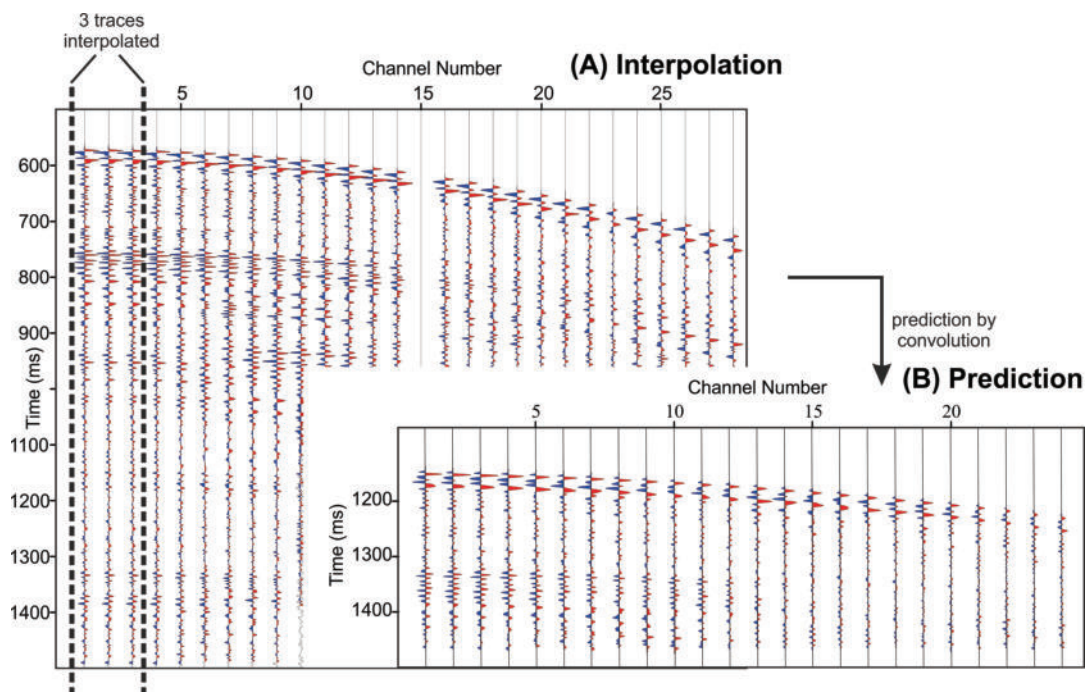 3 traces
interpolated
Channel Number
(A) Interpolation
5 10 15 20 25
600
700
800
900
Time (ms)
1100
1200
1300
1400
prediction by
convolution
(B) Prediction
Channel Number
5 10 15 20
1200
1300
1400
Time (ms)